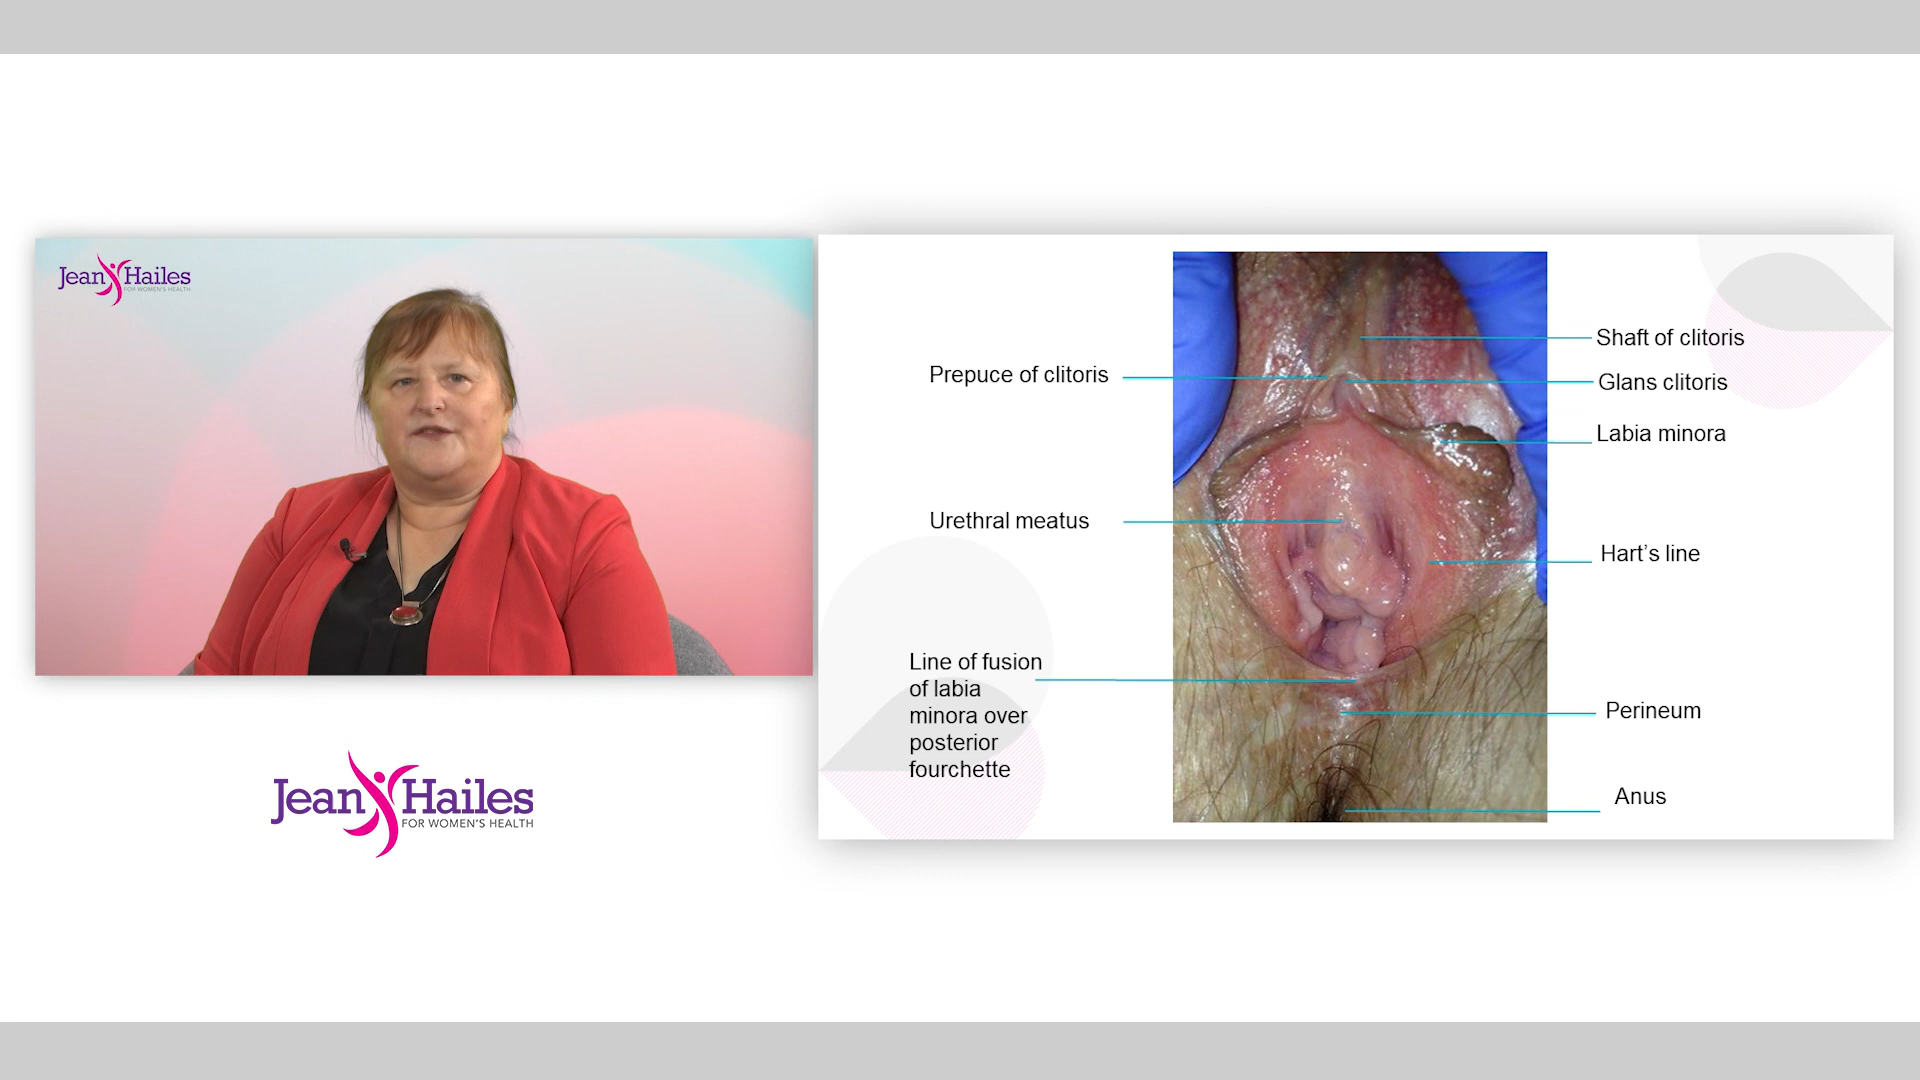 Jean Hailes
FOR WOMEN'S HEALTH
Jean Hailes
FOR WOMEN'S HEALTH
Prepuce of clitoris
Urethral meatus
Line of fusion
of labia
minora over
posterior
fourchette
Shaft of clitoris
Glans clitoris
Labia minora
Hart’s line
Perineum
Anus